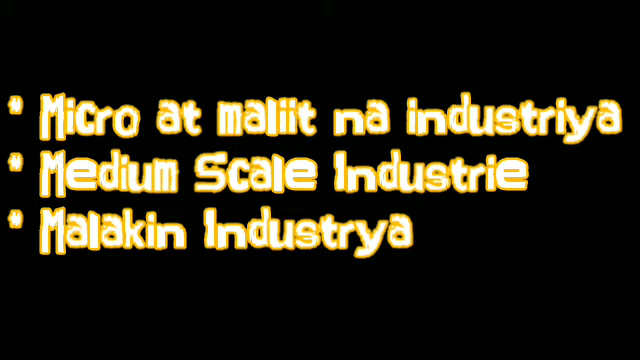 * Micro at maliit na industriya
* Medium Scale Industrie
* Malakin Industrya